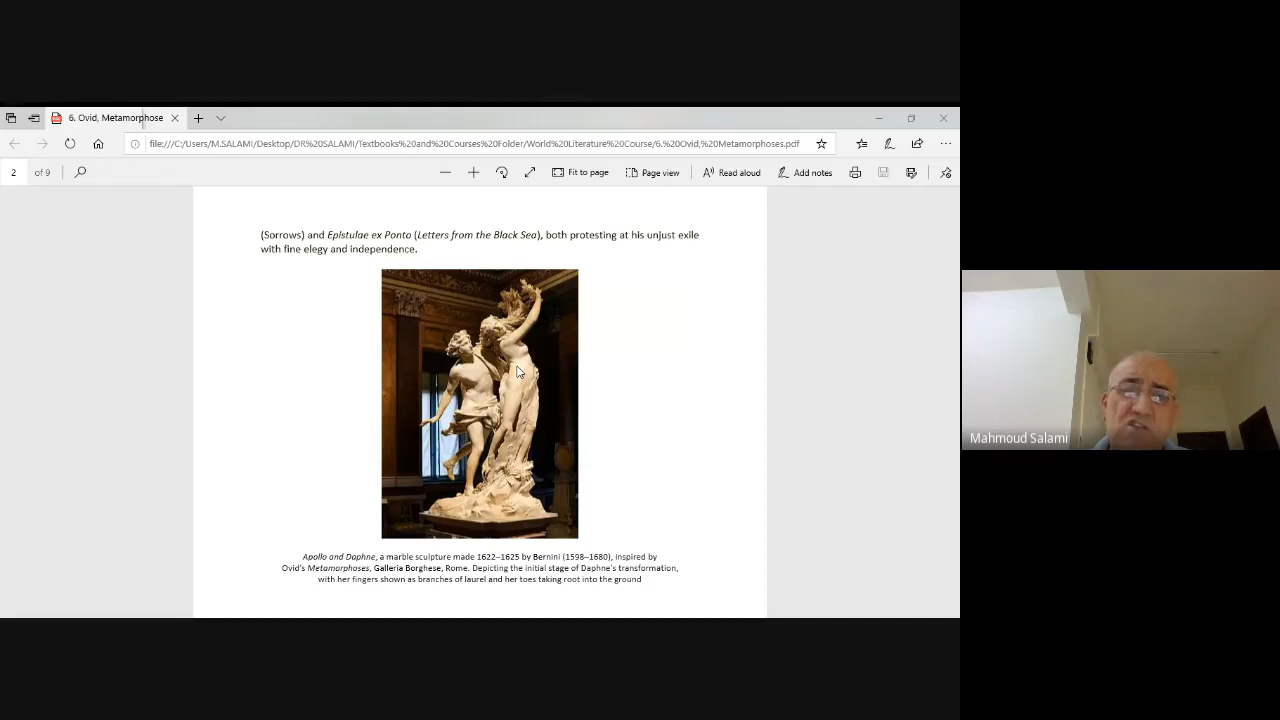 6. Ovid, Metamorphose
file:///C:/Users/M.SALAMI/Desktop/DR%20SALAMI/Textbooks%20and%20Courses%20Folder/World%20Literature%20Course/6.%20Ovid,%20Metamorphoses.pdf
2 of 9 Fit to page Page view Read aloud Add notes
(Sorrows) and Epistulae ex Ponto (Letters from the Black Sea), both protesting at his unjust exile
with fine elegy and independence.
Apollo and Daphne, a marble sculpture made 1622–1625 by Bernini (1598–1680), inspired by
Ovid's Metamorphoses, Galleria Borghese, Rome. Depicting the initial stage of Daphne's transformation,
with her fingers shown as branches of laurel and her toes taking root into the ground
Mahmoud Salami